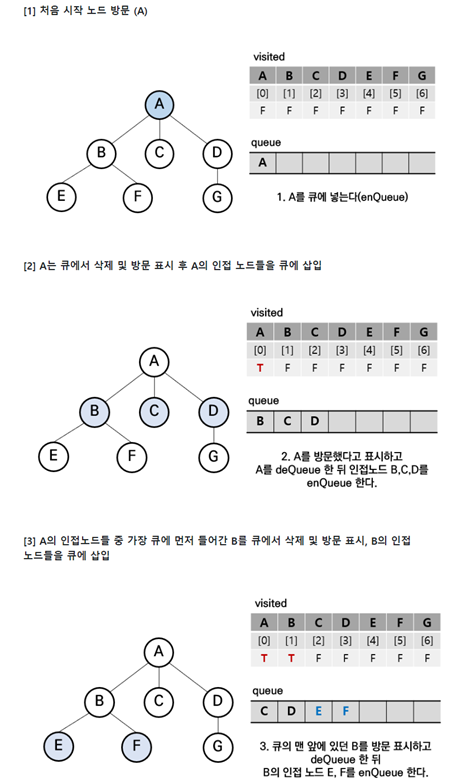 [1] 처음 시작 노드 방문 (A)
visited
A B C D E F G
[0] [1] [2] [3] [4] [5] [6]
F F F F F F F
queue
A
A
B C D
E F G
1. A를 큐에 넣는다(enQueue)
[2] A는 큐에서 삭제 및 방문 표시 후 A의 인접 노드들을 큐에 삽입
visited
A B C D E F G
[0] [1] [2] [3] [4] [5] [6]
T F F F F F F
queue
B C D
A
B C D
E F G
2. A를 방문했다고 표시하고
A를 deQueue 한 뒤 인접노드 B,C,D를
enQueue 한다.
[3] A의 인접노드들 중 가장 큐에 먼저 들어간 B를 큐에서 삭제 및 방문 표시, B의 인접
노드들을 큐에 삽입
visited
A B C D E F G
[0] [1] [2] [3] [4] [5] [6]
T T F F F F F
queue
C D E F
A
B C D
E F G
3. 큐의 맨 앞에 있던 B를 방문 표시하고
deQueue 한 뒤
B의 인접 노드 E, F를 enQueue 한다.